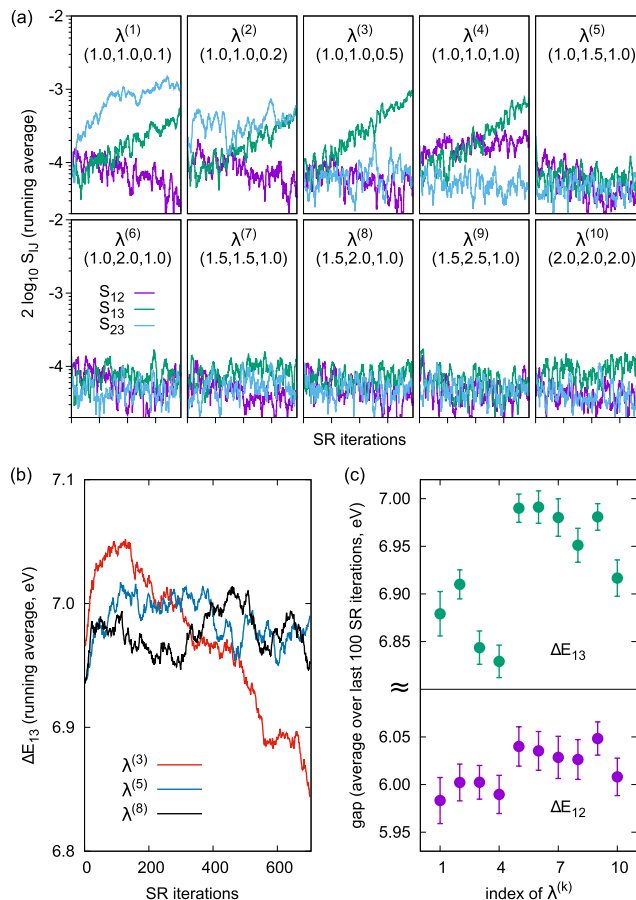 (a)
-2
-3
-4
λ(1)
(1.0,1.0,0.1)
λ(2)
(1.0,1.0,0.2)
λ(3)
(1.0,1.0,0.5)
λ(4)
(1.0,1.0,1.0)
λ(5)
(1.0,1.5,1.0)
2 log10 SIJ (running average)
-2
-3
-4
λ(6)
(1.0,2.0,1.0)
λ(7)
(1.5,1.5,1.0)
λ(8)
(1.5,2.0,1.0)
λ(9)
(1.5,2.5,1.0)
λ(10)
(2.0,2.0,2.0)
S12
S13
S23
SR iterations
(b)
7.1
7.0
6.9
6.8
ΔE13 (running average, eV)
λ(3)
λ(5)
λ(8)
0
200
400
600
SR iterations
(c)
7.00
6.95
6.90
6.85
≈
6.05
6.00
5.95
gap (average over last 100 SR iterations, eV)
ΔE13
ΔE12
1
4
7
10
index of λ(k)